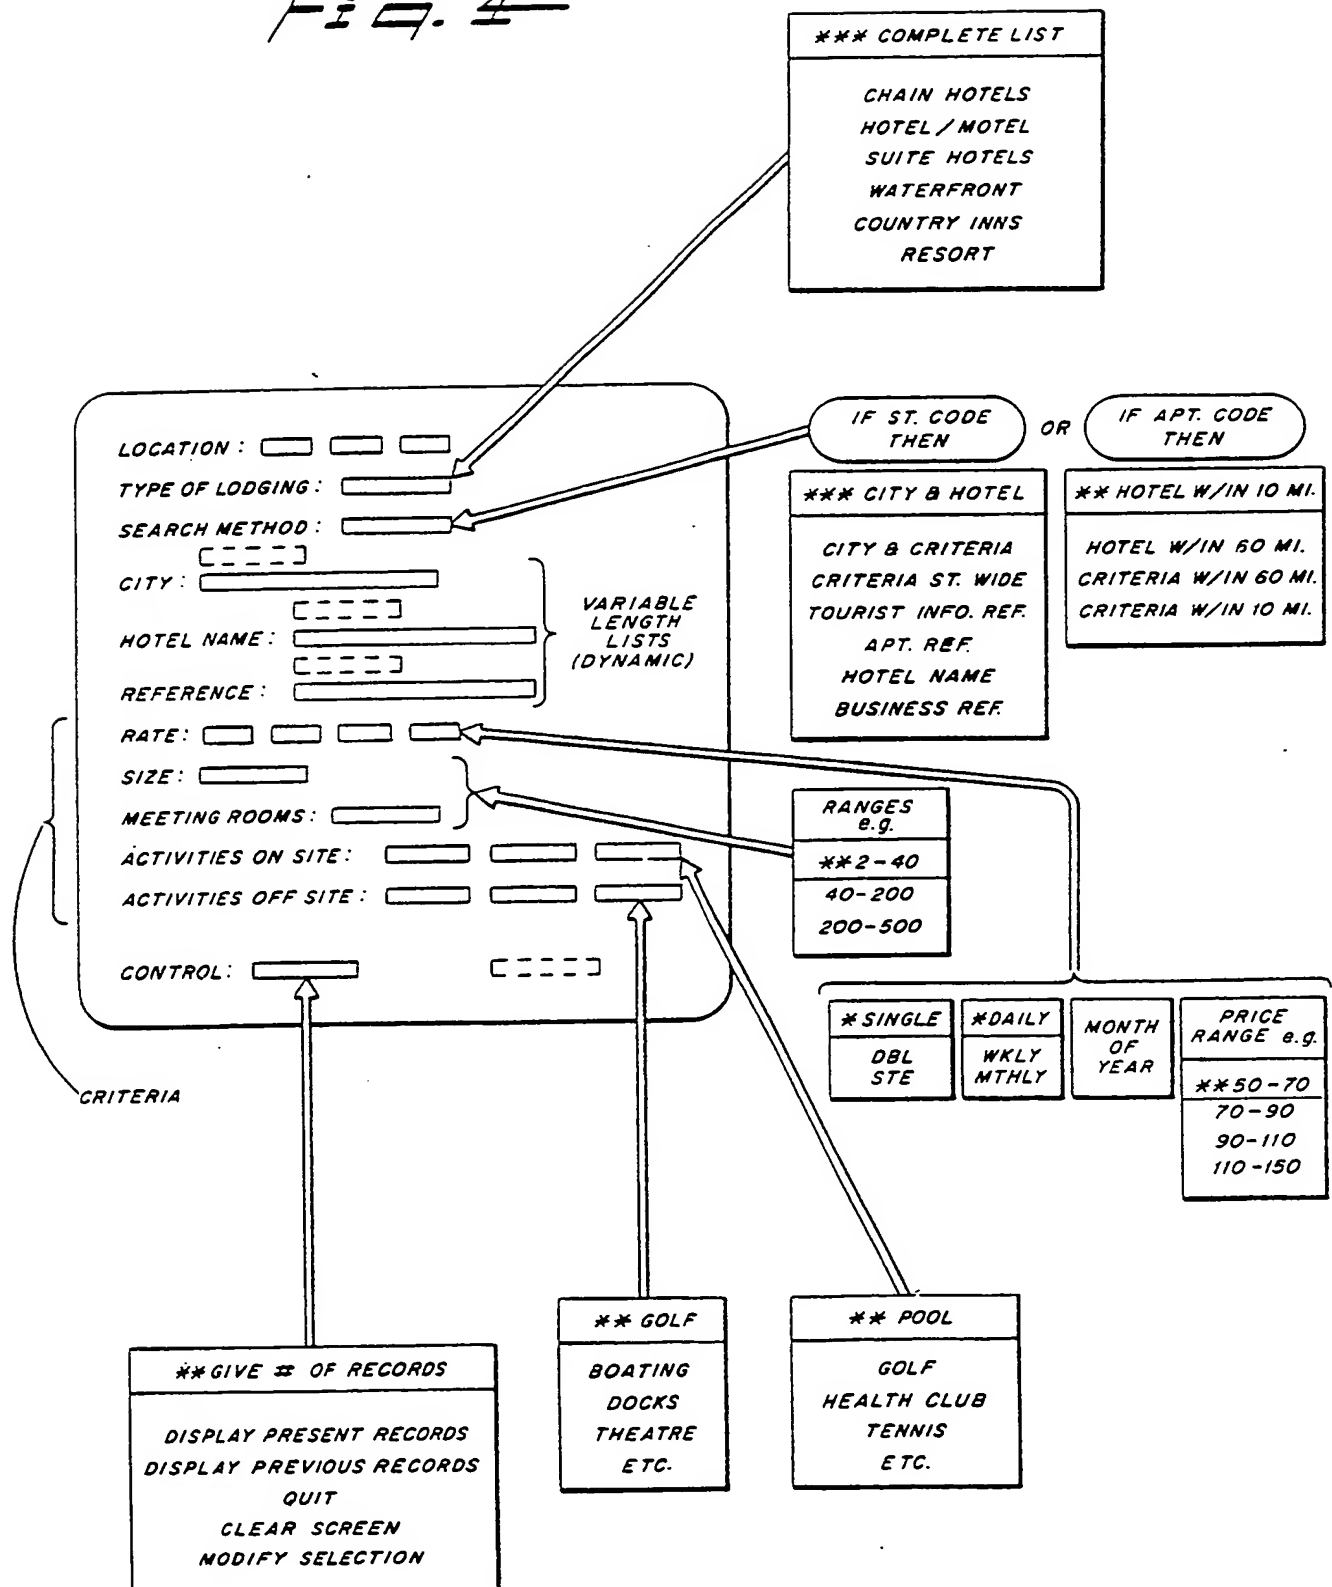 Fig. 4
*** COMPLETE LIST
CHAIN HOTELS
HOTEL / MOTEL
SUITE HOTELS
WATERFRONT
COUNTRY INNS
RESORT
LOCATION:
TYPE OF LODGING:
SEARCH METHOD:
CITY:
HOTEL NAME:
REFERENCE:
VARIABLE
LENGTH
LISTS
(DYNAMIC)
RATE:
SIZE:
MEETING ROOMS:
ACTIVITIES ON SITE:
ACTIVITIES OFF SITE:
CONTROL:
CRITERIA
IF ST. CODE
THEN
OR
IF APT. CODE
THEN
*** CITY & HOTEL
CITY & CRITERIA
CRITERIA ST. WIDE
TOURIST INFO. REF.
APT. REF.
HOTEL NAME
BUSINESS REF.
** HOTEL W/IN 10 MI.
HOTEL W/IN 60 MI.
CRITERIA W/IN 60 MI.
CRITERIA W/IN 10 MI.
RANGES
e.g.
**2-40
40-200
200-500
*SINGLE
DBL
STE
*DAILY
WKLY
MTHLY
MONTH
OF
YEAR
PRICE
RANGE e.g.
**50-70
70-90
90-110
110-150
**GIVE # OF RECORDS
DISPLAY PRESENT RECORDS
DISPLAY PREVIOUS RECORDS
QUIT
CLEAR SCREEN
MODIFY SELECTION
** GOLF
BOATING
DOCKS
THEATRE
ETC.
** POOL
GOLF
HEALTH CLUB
TENNIS
ETC.